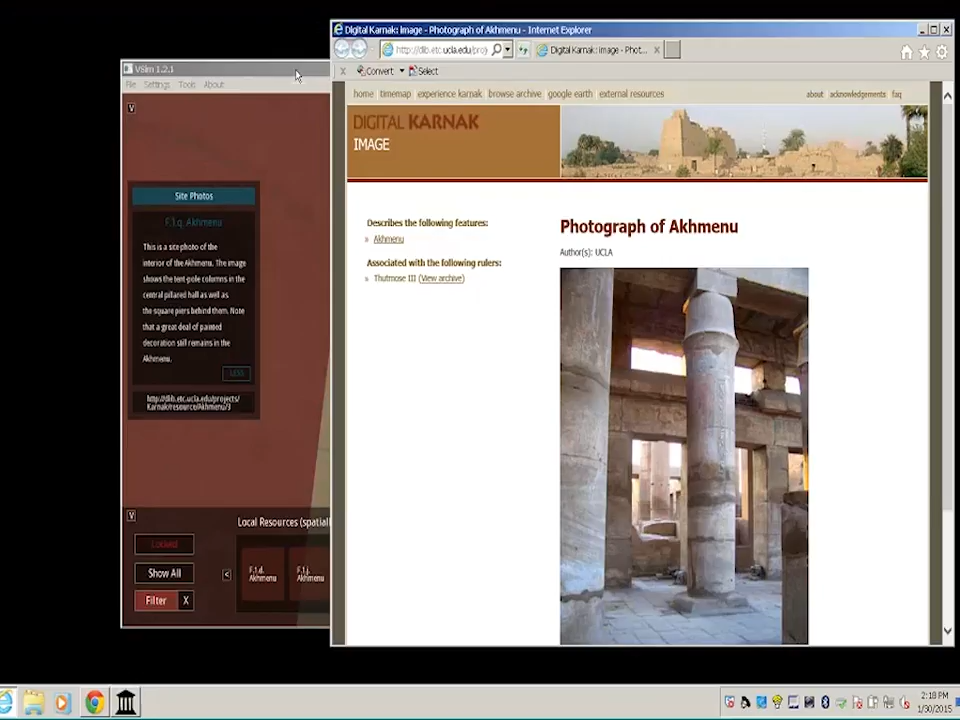 Digital Karnak: image - Photograph of Akhmenu - Internet Explorer
http://dlib.etc.ucla.edu/proj
Digital Karnak: image - Phot...
VSim 1.2.1
x Convert Select
File Settings Tools About
home timemap experience karnak browse archive google earth external resources about acknowledgements faq
V
DIGITAL KARNAK
IMAGE
Site Photos
F.1.q. Akhmenu
This is a site photo of the
interior of the Akhmenu. The image
shows the tent-pole columns in the
central pillared hall as well as
the square piers behind them. Note
that a great deal of painted
decoration still remains in the
Akhmenu.
LESS
http://dlib.etc.ucla.edu/projects/
Karnak/resource/Akhmenu/3
Describes the following features:
» Akhmenu
Associated with the following rulers:
» Thutmose III (View archive)
Photograph of Akhmenu
Author(s): UCLA
V
Local Resources (spatiall
Locked
Show All
Filter X
<
F.1.d.
Akhmenu
F.1.j.
Akhmenu
2:18 PM
1/30/2015